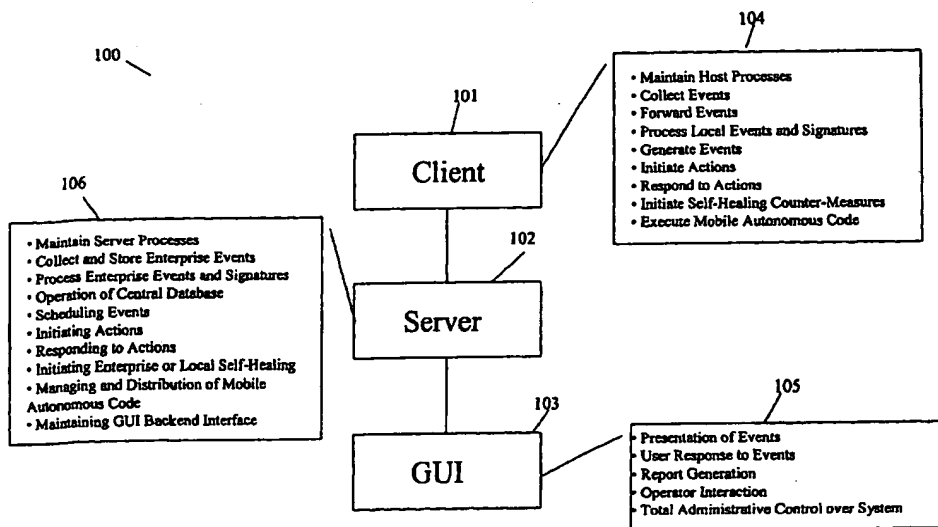 104
100
101
• Maintain Host Processes
• Collect Events
• Forward Events
• Process Local Events and Signatures
• Generate Events
• Initiate Actions
• Respond to Actions
• Initiate Self-Healing Counter-Measures
• Execute Mobile Autonomous Code
Client
106
• Maintain Server Processes
• Collect and Store Enterprise Events
• Process Enterprise Events and Signatures
• Operation of Central Database
• Scheduling Events
• Initiating Actions
• Responding to Actions
• Initiating Enterprise or Local Self-Healing
• Managing and Distribution of Mobile
Autonomous Code
• Maintaining GUI Backend Interface
102
Server
103
GUI
105
• Presentation of Events
• User Response to Events
• Report Generation
• Operator Interaction
• Total Administrative Control over System